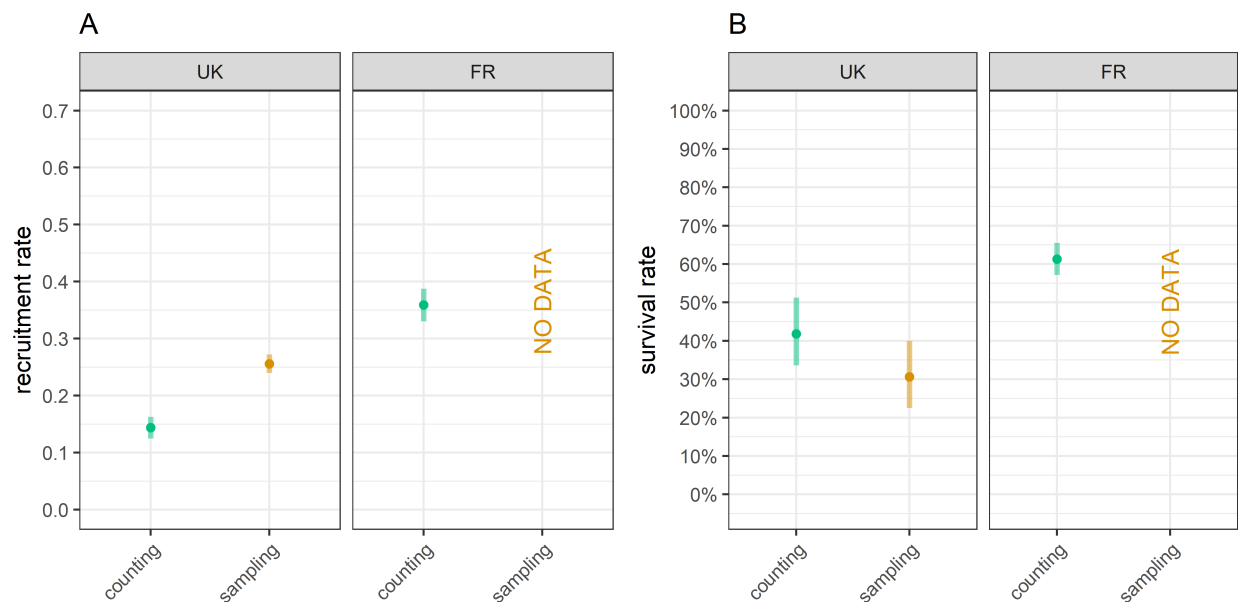 A
UK
FR
recruitment rate
0.7
0.6
0.5
0.4
0.3
0.2
0.1
0.0
NO DATA
counting
sampling
counting
sampling
B
UK
FR
survival rate
100%
90%
80%
70%
60%
50%
40%
30%
20%
10%
0%
NO DATA
counting
sampling
counting
sampling